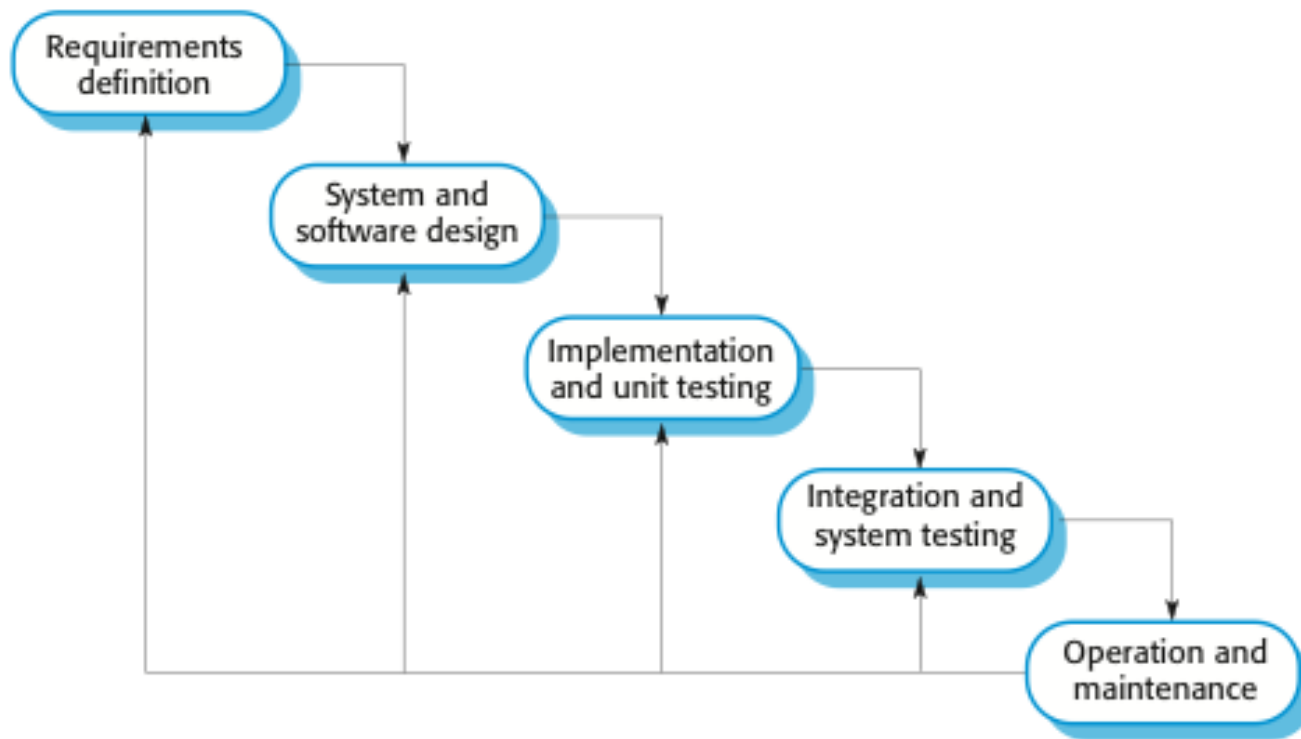 Requirements
definition
System and
software design
Implementation
and unit testing
Integration and
system testing
Operation and
maintenance